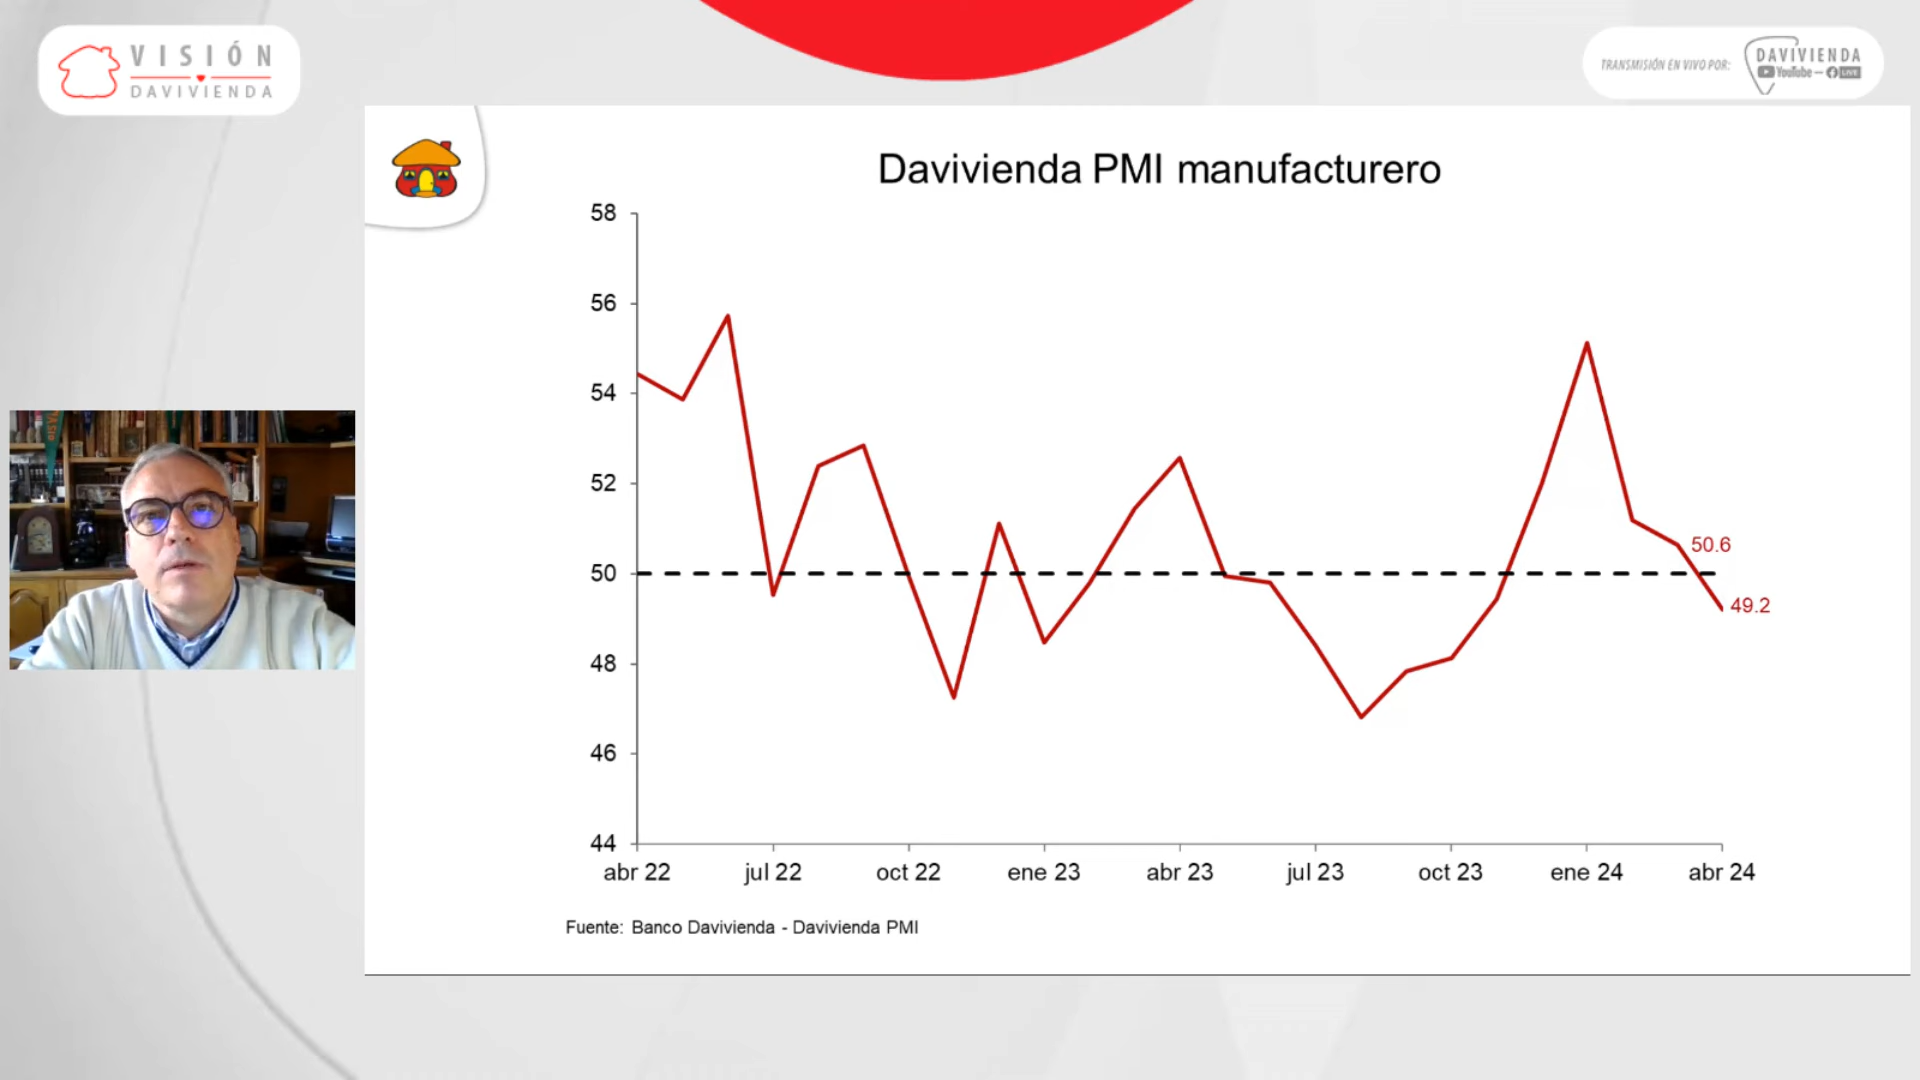 VISIÓN
DAVIVIENDA
TRANSMISIÓN EN VIVO POR:
DAVIVIENDA
YouTube
LIVE
Davivienda PMI manufacturero
58
56
54
52
50
48
46
44
50.6
49.2
abr 22 jul 22 oct 22 ene 23 abr 23 jul 23 oct 23 ene 24 abr 24
Fuente: Banco Davivienda - Davivienda PMI